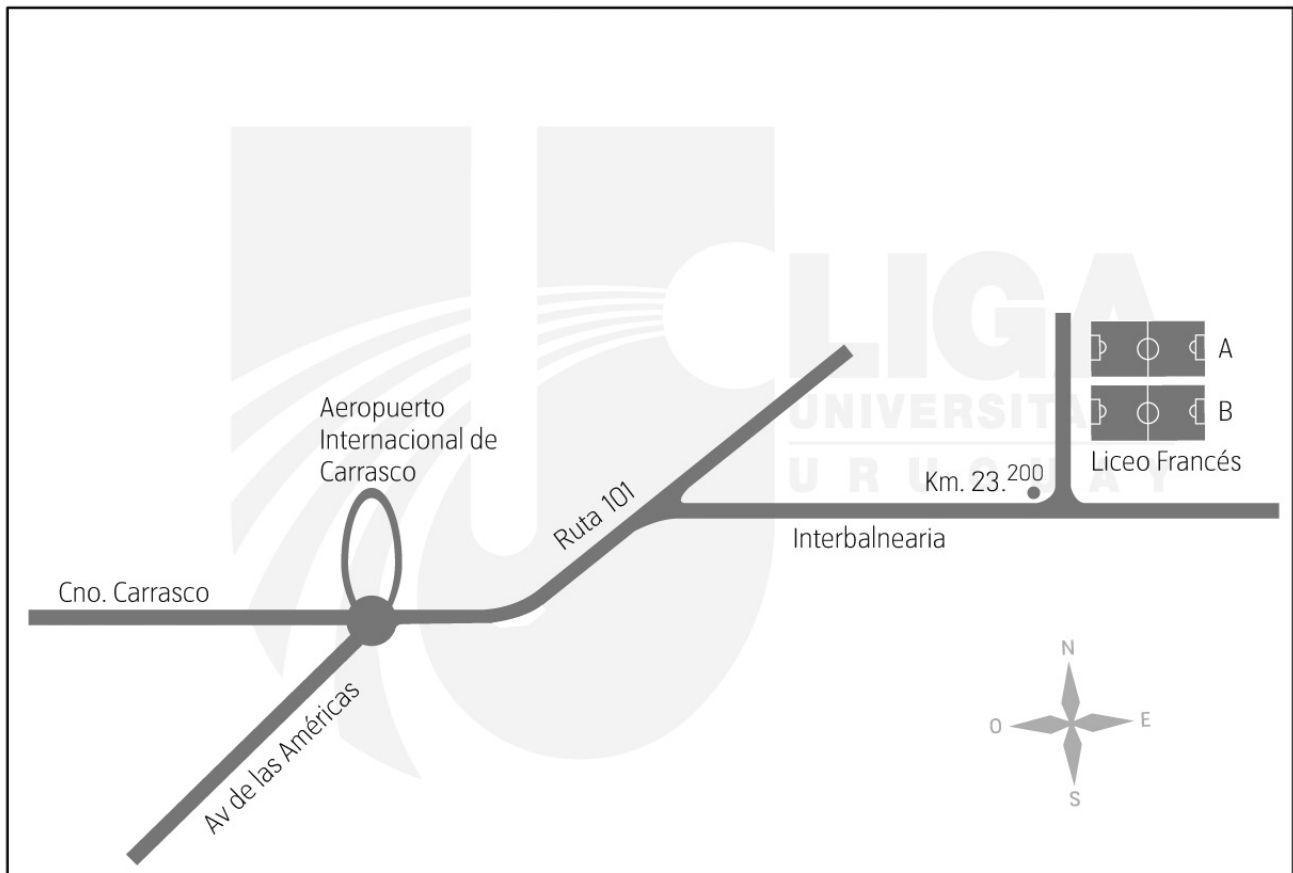 LIGA
UNIVERSITA
URUGUAY
Aeropuerto
Internacional de
Carrasco
A
B
Liceo Francés
Km. 23.200
Ruta 101
Interbalnearia
Cno. Carrasco
Av de las Américas
N
O
E
S